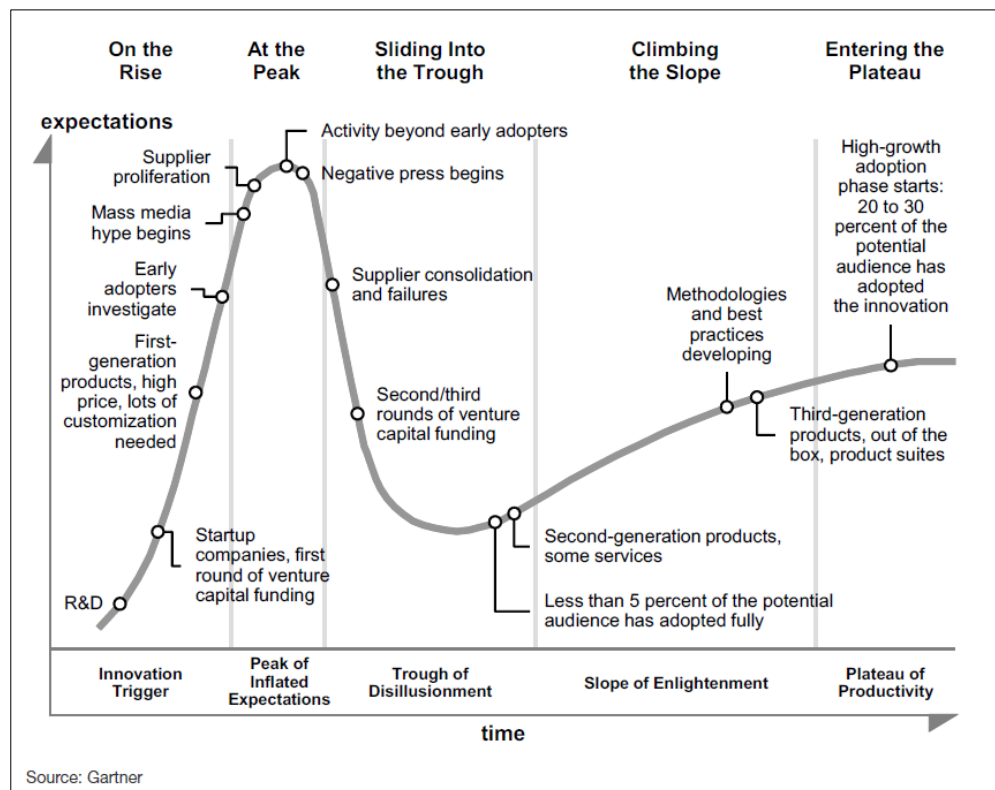 On the
Rise
At the
Peak
Sliding Into
the Trough
Climbing
the Slope
Entering the
Plateau
expectations
Activity beyond early adopters
Supplier
proliferation
Negative press begins
Mass media
hype begins
Early
adopters
investigate
Supplier consolidation
and failures
First-
generation
products, high
price, lots of
customization
needed
Second/third
rounds of venture
capital funding
Startup
companies, first
round of venture
capital funding
R&D
Methodologies
and best
practices
developing
High-growth
adoption
phase starts:
20 to 30
percent of the
potential
audience has
adopted
the innovation
Third-generation
products, out of the
box, product suites
Second-generation products,
some services
Less than 5 percent of the potential
audience has adopted fully
Innovation
Trigger
Peak of
Inflated
Expectations
Trough of
Disillusionment
Slope of Enlightenment
Plateau of
Productivity
time
Source: Gartner